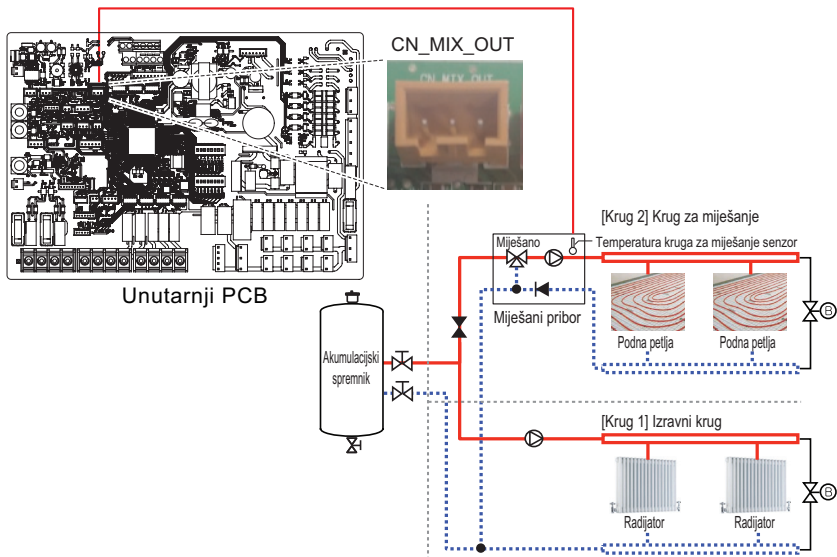 CN_MIX_OUT
CN_MIX_OUT
Unutarnji PCB
[Krug 2] Krug za miješanje
Miješano
Temperatura kruga za miješanje senzor
Miješani pribor
Podna petlja
Podna petlja
B
Akumulacijski
spremnik
[Krug 1] Izravni krug
B
Radijator
Radijator